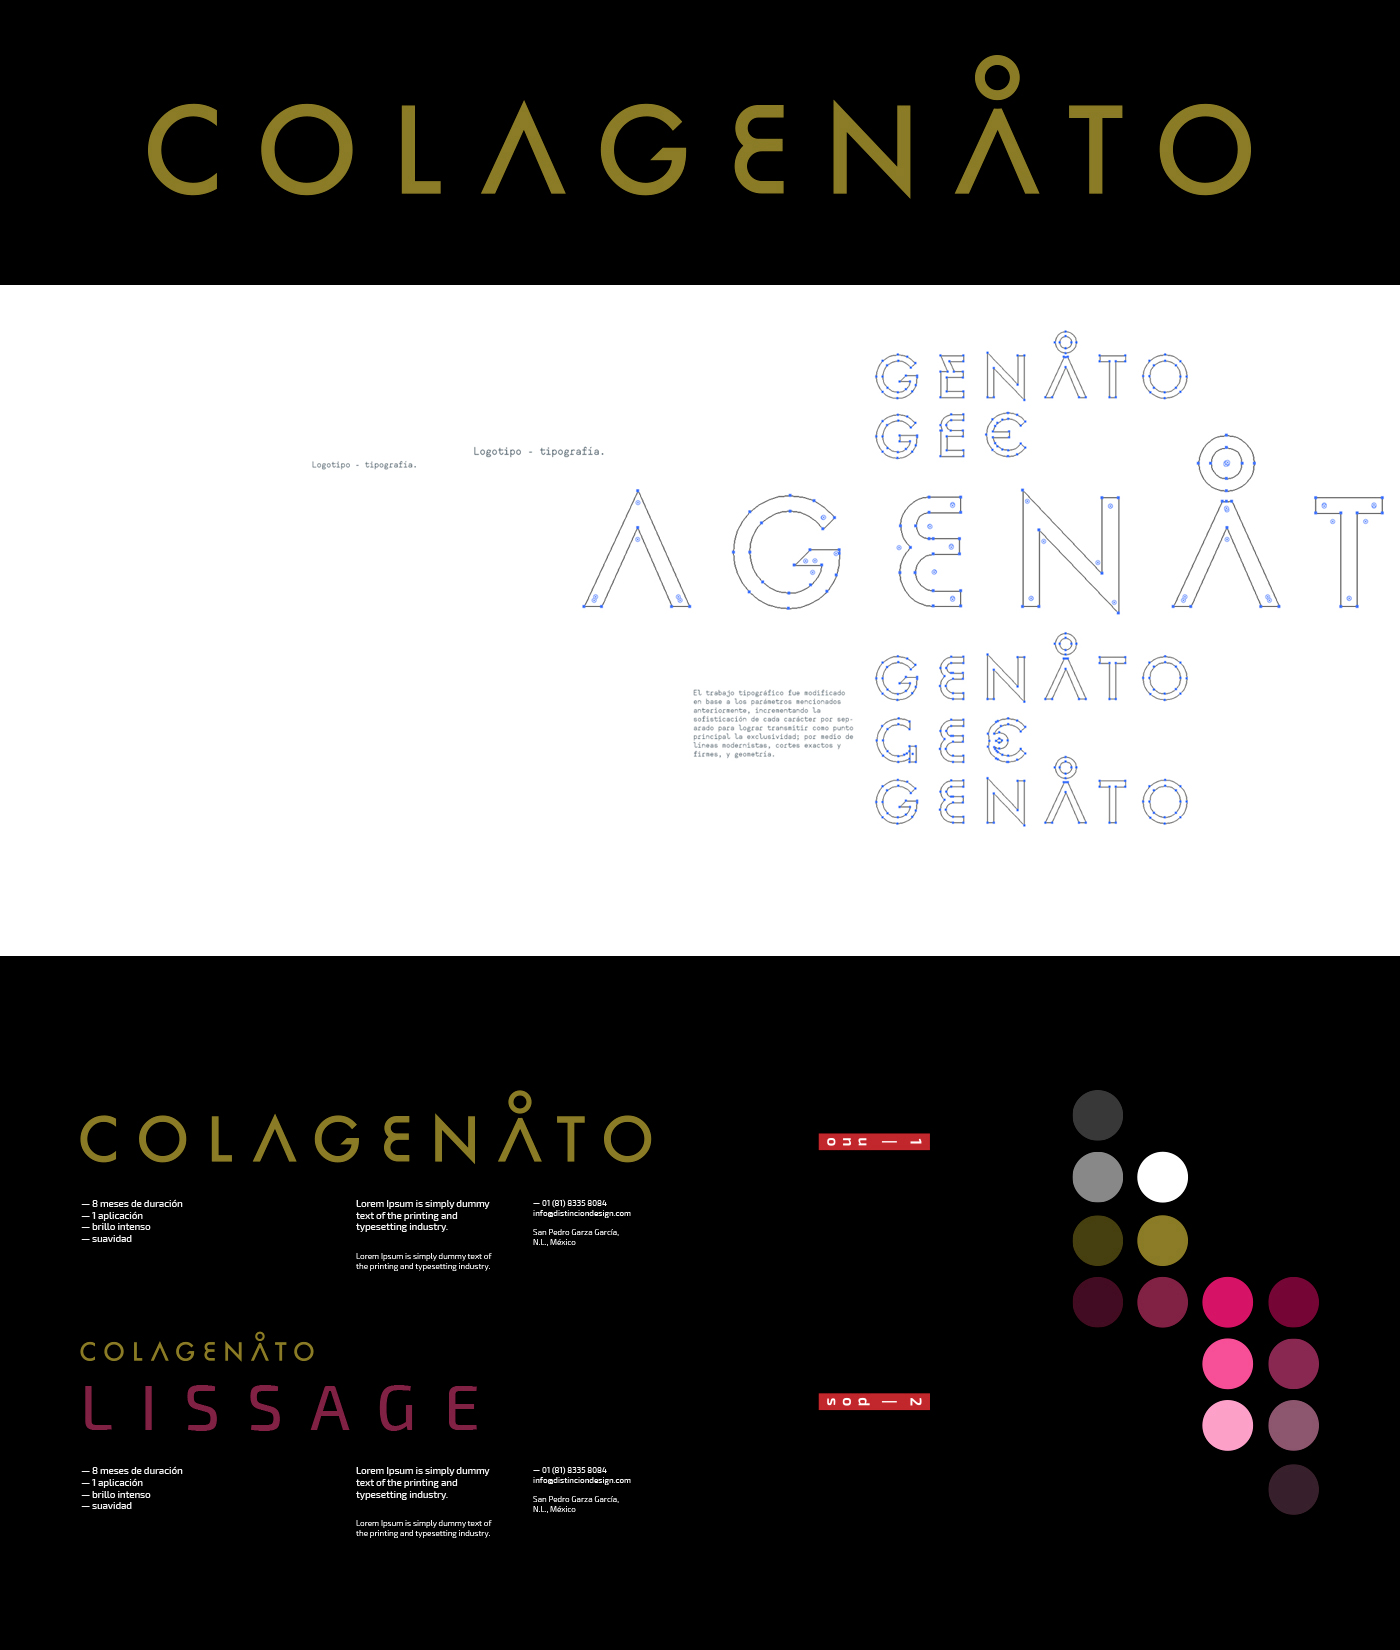 COLAGENÅTO
GENÅTO
GEE
Logotipo - tipografía.
Logotipo - tipografía.
AGENÅT
GENÅTO
El trabajo tipográfico fue modificado
en base a los parámetros mencionados
anteriormente, incrementando la
sofisticación de cada carácter por sep-
arado para lograr transmitir como punto
principal la exclusividad; por medio de
líneas modernistas, cortes exactos y
firmes, y geometría.
GEE
GENÅTO
COLAGENÅTO
1 — uno
— 8 meses de duración
— 1 aplicación
— brillo intenso
— suavidad
Lorem Ipsum is simply dummy
text of the printing and
typesetting industry.
Lorem Ipsum is simply dummy text of
the printing and typesetting industry.
— 01 (81) 8335 8084
info@distinciondesign.com
San Pedro Garza García,
N.L., México
COLAGENÅTO
LISSAGE
2 — dos
— 8 meses de duración
— 1 aplicación
— brillo intenso
— suavidad
Lorem Ipsum is simply dummy
text of the printing and
typesetting industry.
Lorem Ipsum is simply dummy text of
the printing and typesetting industry.
— 01 (81) 8335 8084
info@distinciondesign.com
San Pedro Garza García,
N.L., México